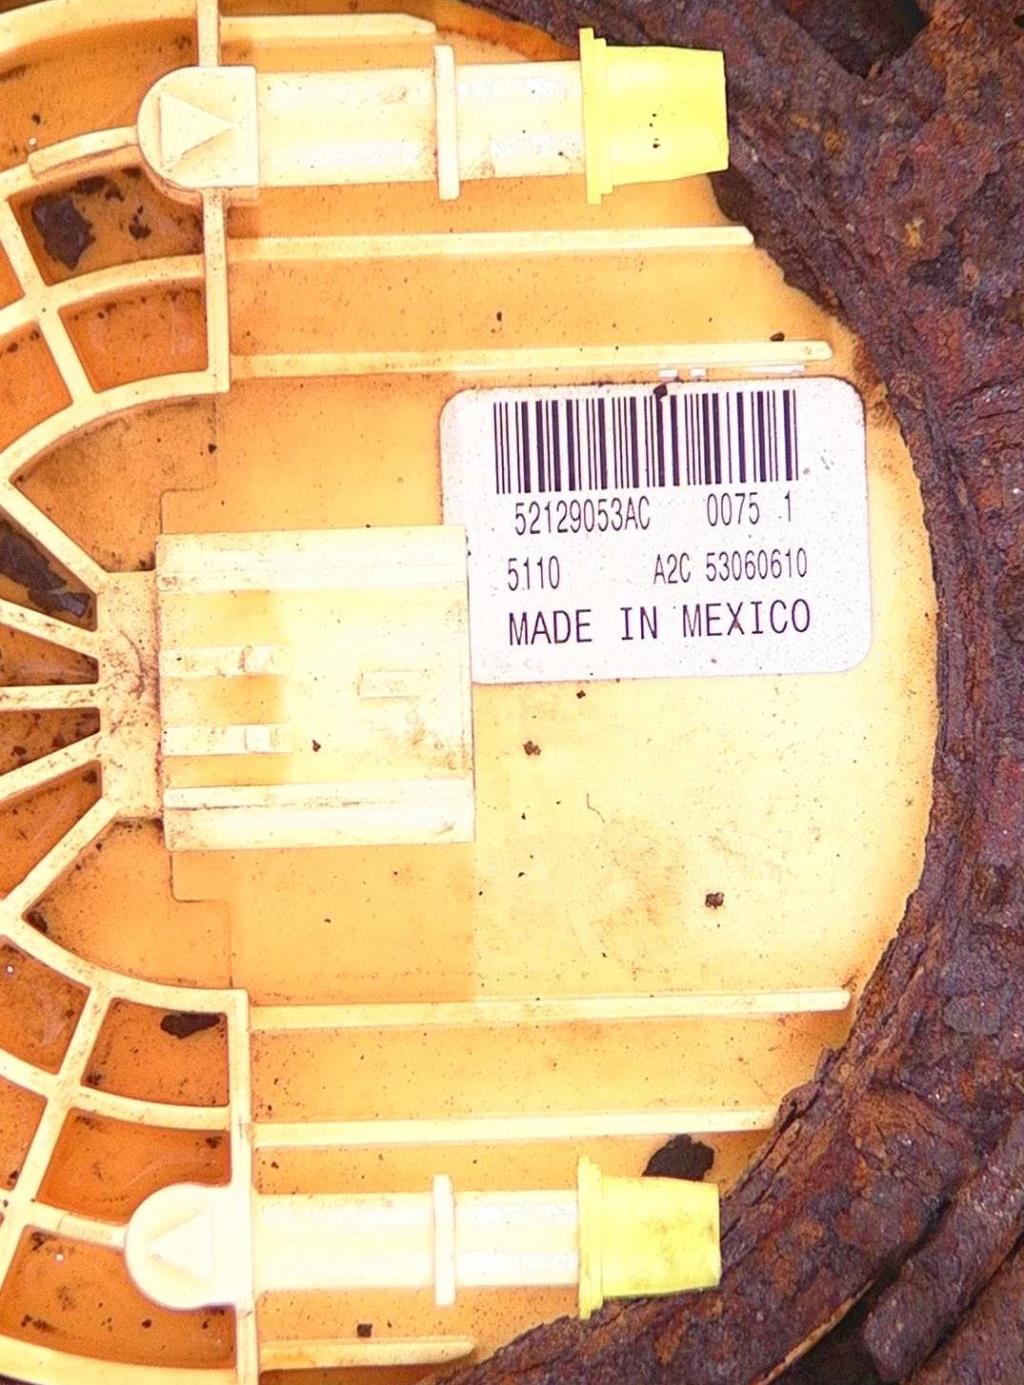 52129053AC 0075 1
5110 A2C 53060610
MADE IN MEXICO